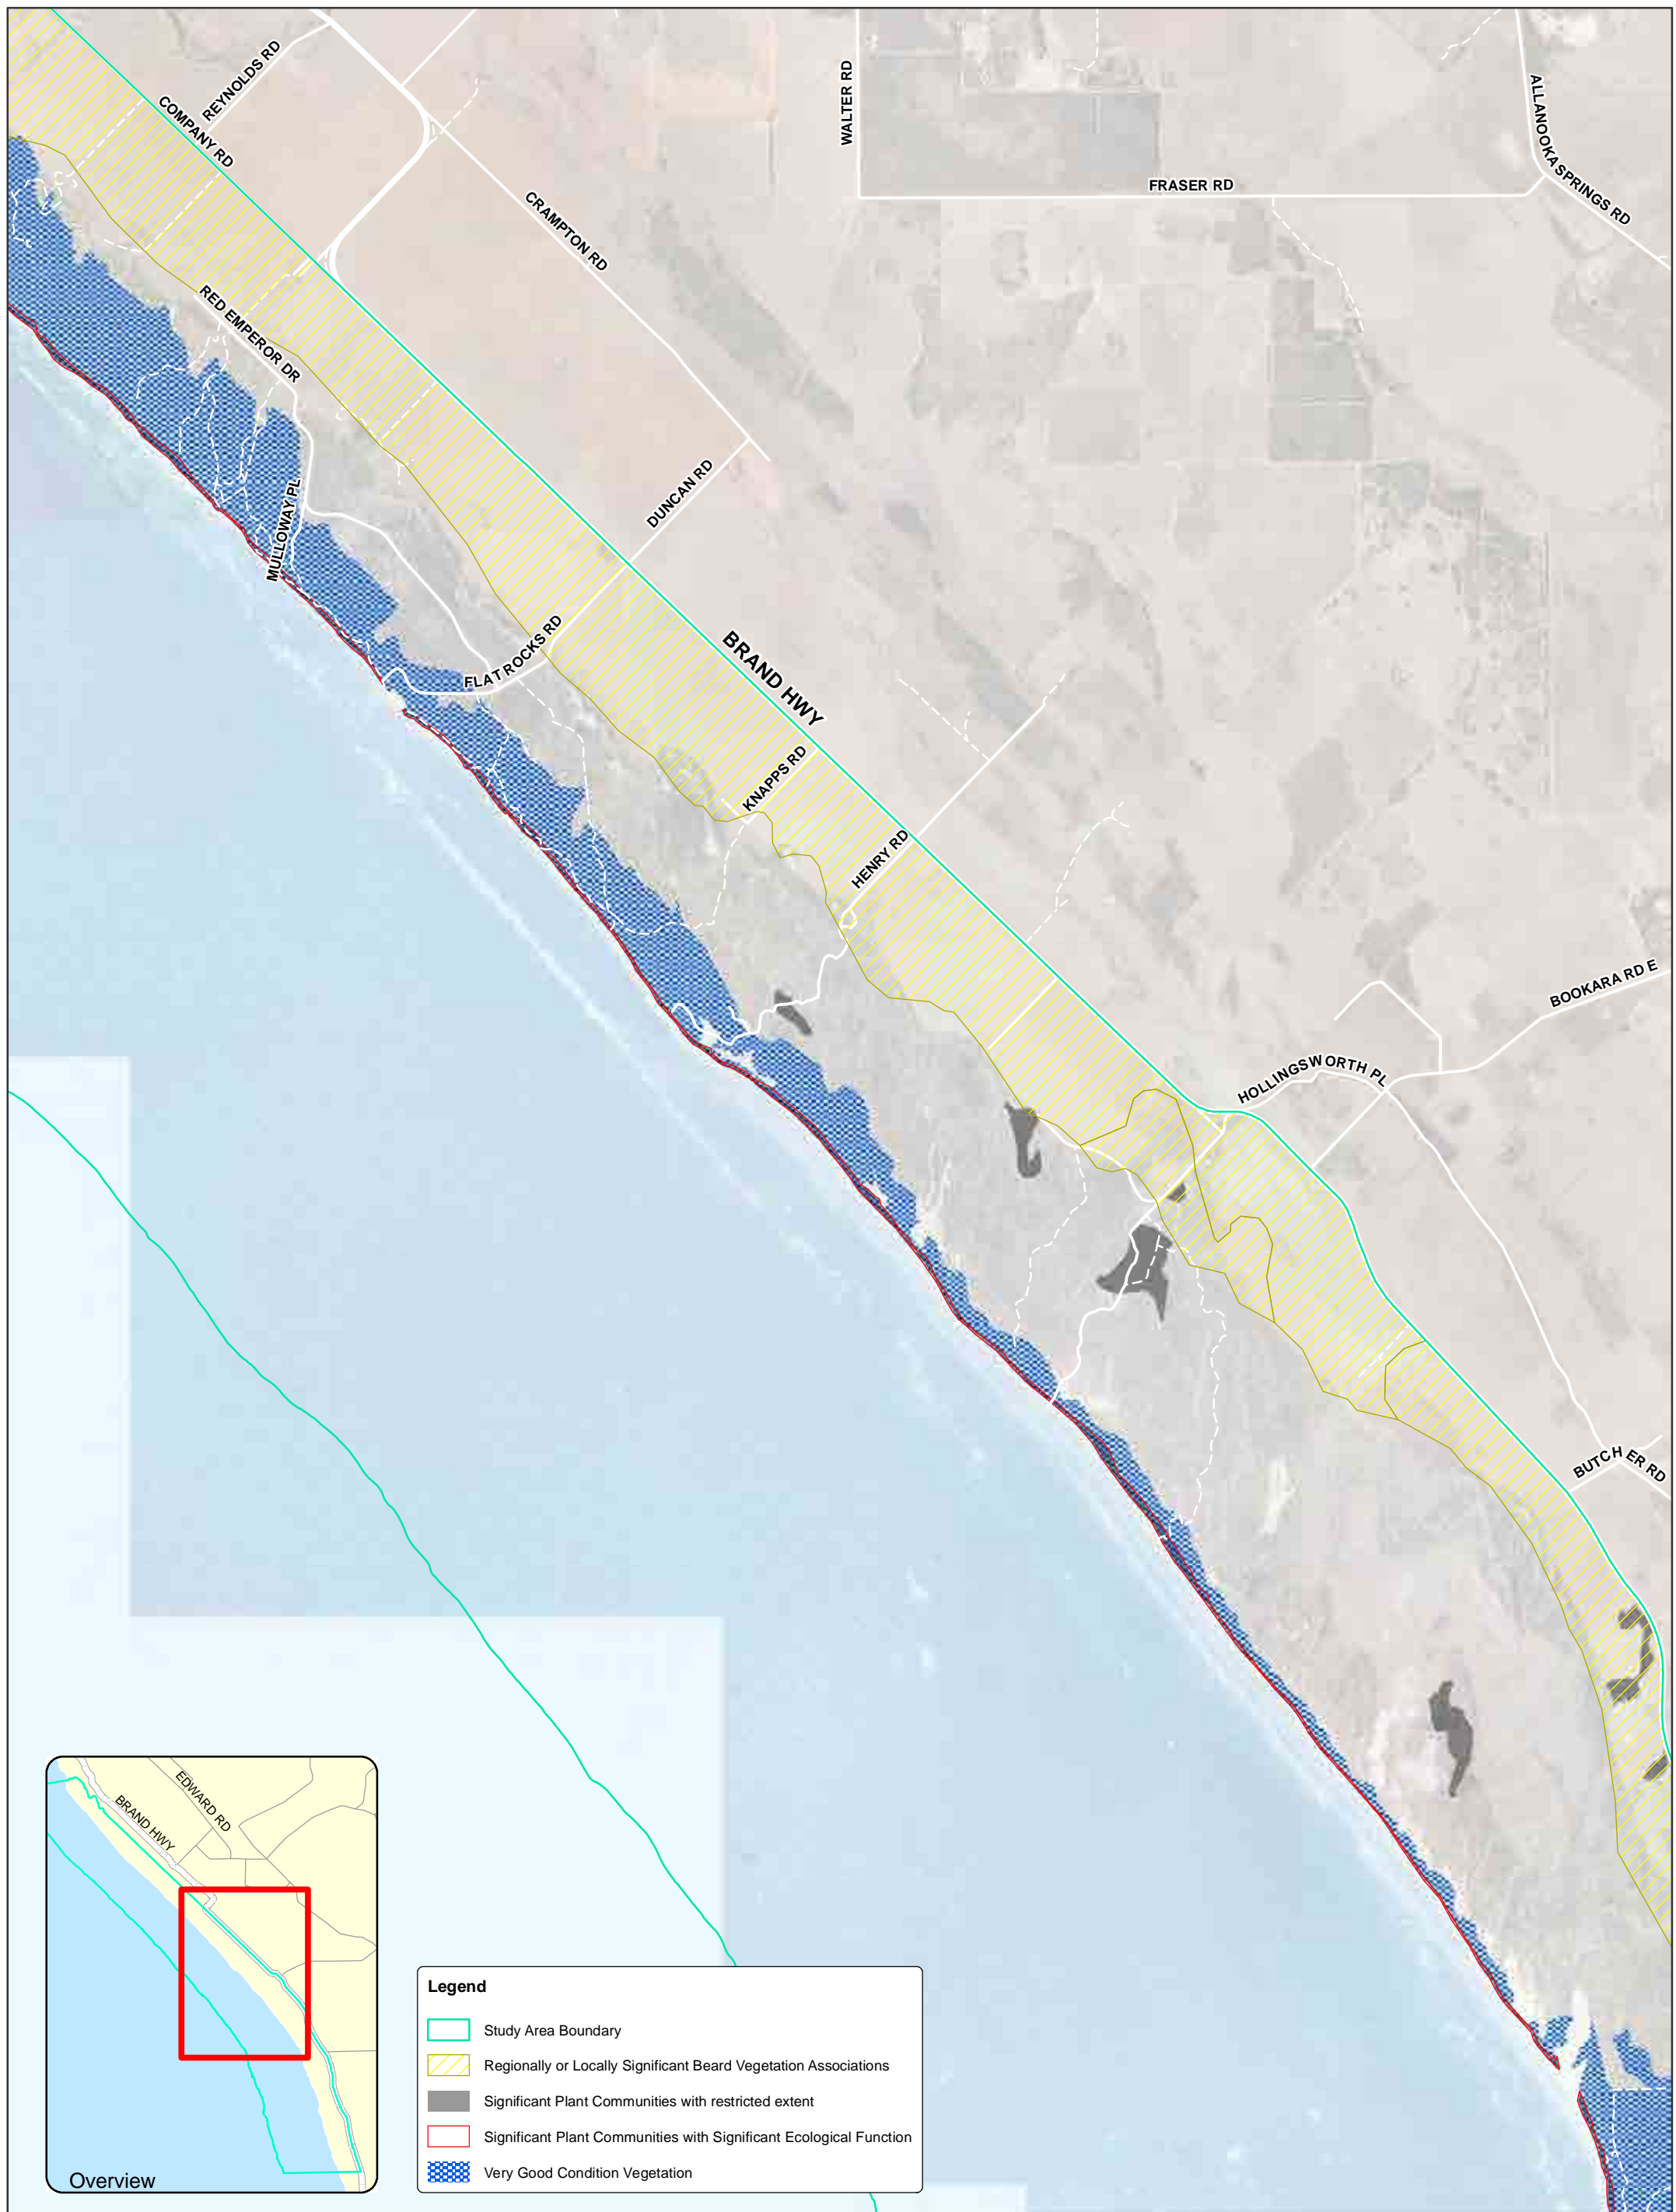 REYNOLDS RD
COMPANY RD
WALTER RD
ALLANOOKA SPRINGS RD
FRASER RD
CRAMPTON RD
RED EMPEROR DR
DUNCAN RD
MULLOWAY PL
FLAT ROCKS RD
BRAND HWY
KNAPPS RD
HENRY RD
BOOKARA RD E
HOLLINGSWORTH PL
BUTCHER RD
EDWARD RD
BRAND HWY
Overview
Legend
Study Area Boundary
Regionally or Locally Significant Beard Vegetation Associations
Significant Plant Communities with restricted extent
Significant Plant Communities with Significant Ecological Function
Very Good Condition Vegetation